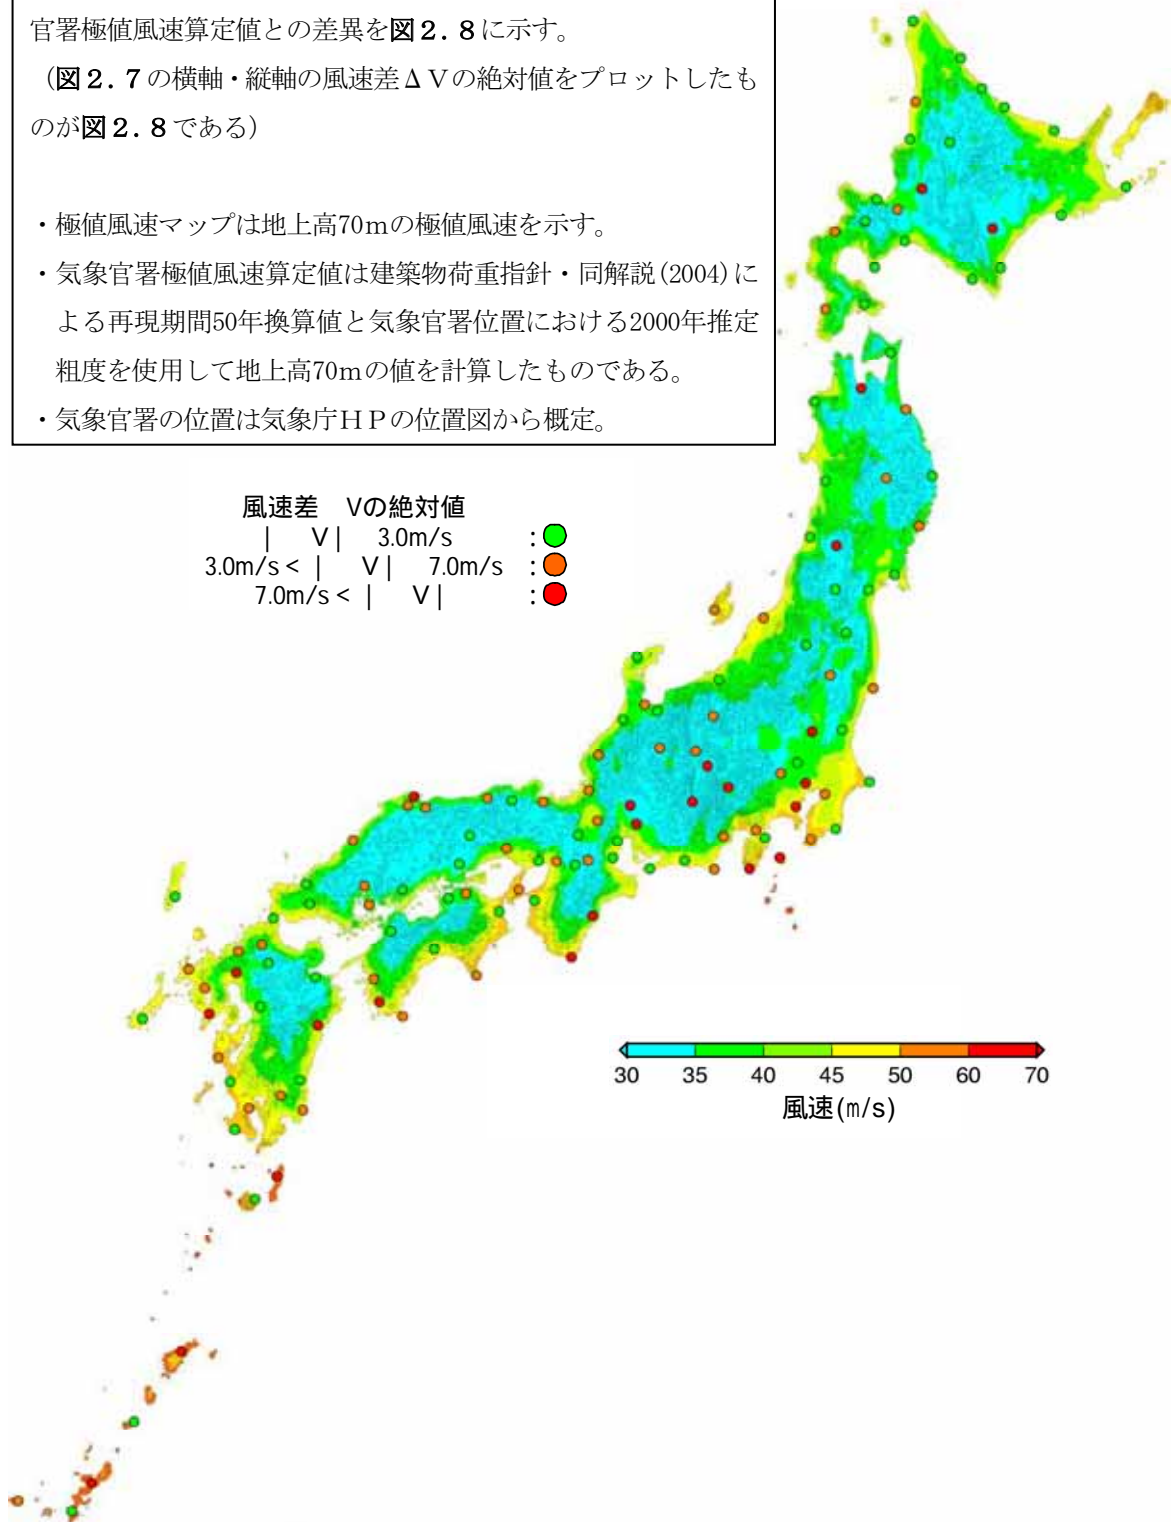 官署極値風速算定値との差異を図２.８に示す。
（図２.７の横軸・縦軸の風速差ΔＶの絶対値をプロットしたも
のが図２.８である）
・極値風速マップは地上高70mの極値風速を示す。
・気象官署極値風速算定値は建築物荷重指針・同解説(2004)に
よる再現期間50年換算値と気象官署位置における2000年推定
粗度を使用して地上高70mの値を計算したものである。
・気象官署の位置は気象庁ＨＰの位置図から概定。
風速差　Vの絶対値
|　V|　3.0m/s　:
3.0m/s < |　V|　7.0m/s　:
7.0m/s < |　V|　:
30 35 40 45 50 60 70
風速(m/s)